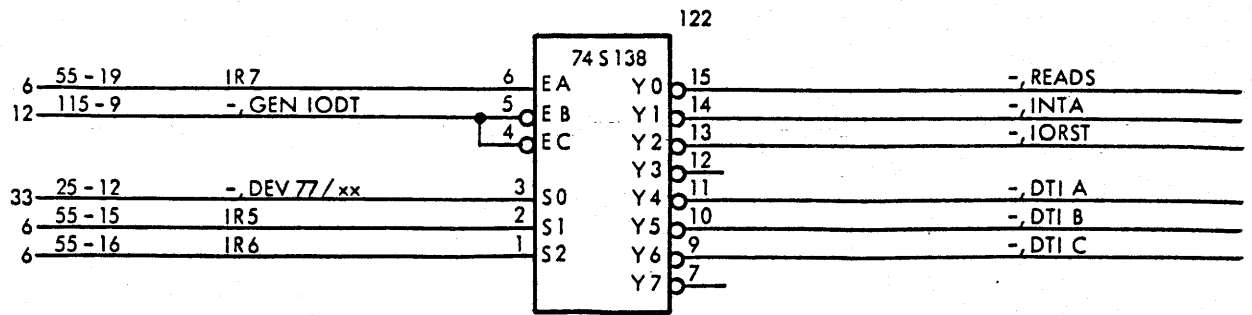 122
74 S 138
6 55-19 IR7 6 EA Y0 15 -, READS
12 115-9 -, GEN IODT 5 EB Y1 14 -, INTA
4 EC Y2 13 -, IORST
Y3 12
33 25-12 -, DEV 77/xx 3 S0 Y4 11 -, DTI A
6 55-15 IR5 2 S1 Y5 10 -, DTI B
6 55-16 IR6 1 S2 Y6 9 -, DTI C
Y7 7